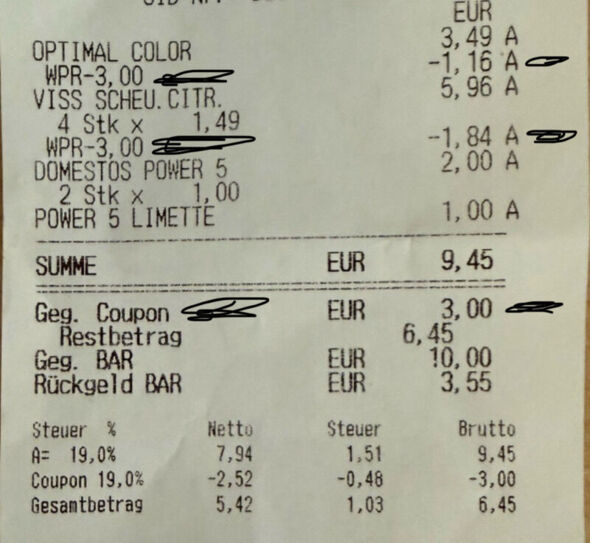 EUR
OPTIMAL COLOR 3,49 A
WPR-3,00 -1,16 A
VISS SCHEU.CITR. 5,96 A
4 Stk x 1,49
WPR-3,00 -1,84 A
DOMESTOS POWER 5 2,00 A
2 Stk x 1,00
POWER 5 LIMETTE 1,00 A
SUMME EUR 9,45
Geg. Coupon EUR 3,00
Restbetrag 6,45
Geg. BAR EUR 10,00
Rückgeld BAR EUR 3,55
Steuer % Netto Steuer Brutto
A= 19,0% 7,94 1,51 9,45
Coupon 19,0% -2,52 -0,48 -3,00
Gesamtbetrag 5,42 1,03 6,45